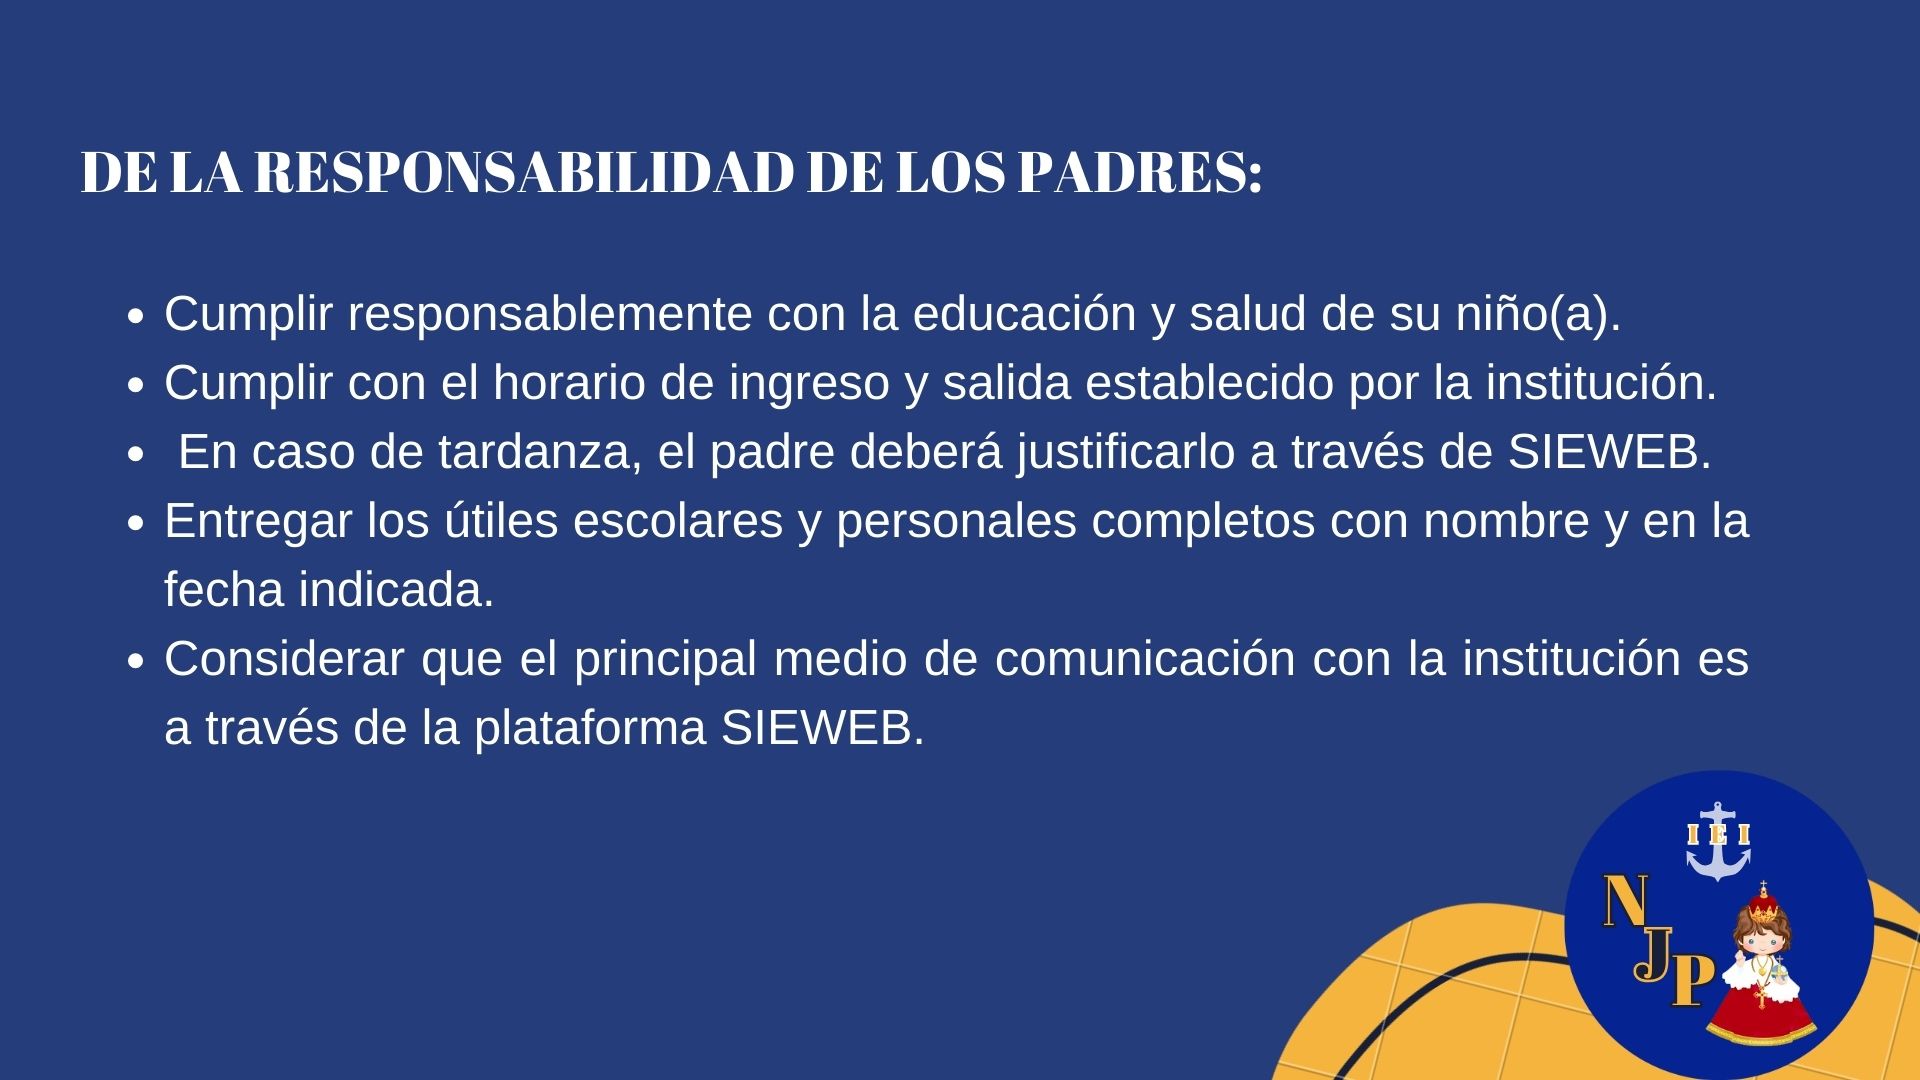 DE LA RESPONSABILIDAD DE LOS PADRES:
• Cumplir responsablemente con la educación y salud de su niño(a).
• Cumplir con el horario de ingreso y salida establecido por la institución.
• En caso de tardanza, el padre deberá justificarlo a través de SIEWEB.
• Entregar los útiles escolares y personales completos con nombre y en la
fecha indicada.
• Considerar que el principal medio de comunicación con la institución es
a través de la plataforma SIEWEB.
I E I
N
J
P